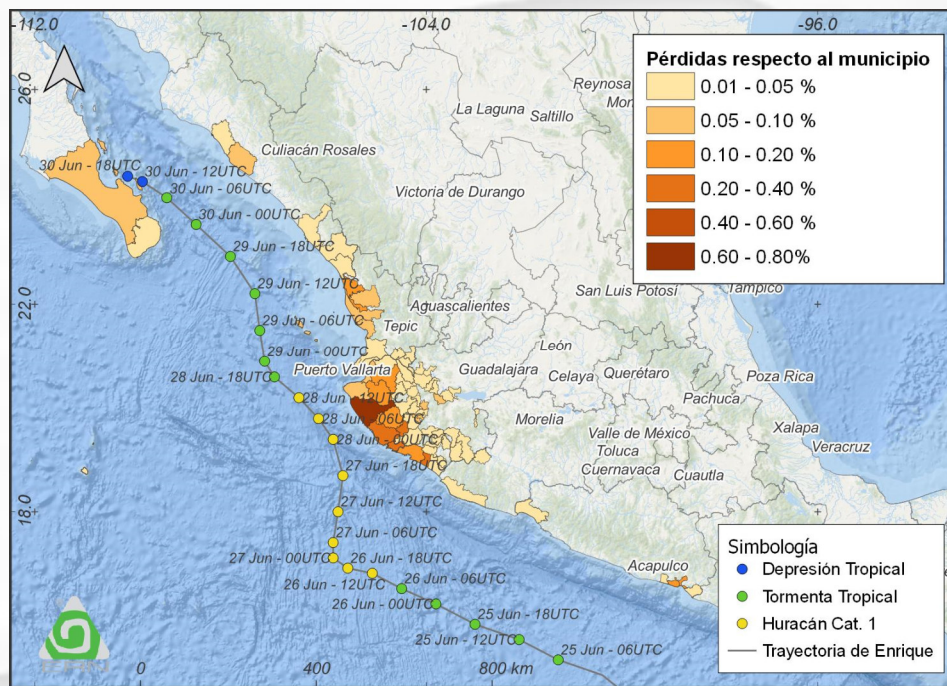 -112.0
-104.0
-96.0
26.0
22.0
18.0
Pérdidas respecto al municipio
0.01 - 0.05 %
0.05 - 0.10 %
0.10 - 0.20 %
0.20 - 0.40 %
0.40 - 0.60 %
0.60 - 0.80%
Reynosa
La Laguna
Saltillo
Culiacán Rosales
Victoria de Durango
30 Jun - 18UTC
30 Jun - 12UTC
30 Jun - 06UTC
30 Jun - 00UTC
29 Jun - 18UTC
29 Jun - 12UTC
29 Jun - 06UTC
29 Jun - 00UTC
28 Jun - 18UTC
28 Jun - 12UTC
28 Jun - 06UTC
28 Jun - 00UTC
27 Jun - 18UTC
27 Jun - 12UTC
27 Jun - 06UTC
27 Jun - 00UTC
26 Jun - 18UTC
26 Jun - 12UTC
26 Jun - 06UTC
26 Jun - 00UTC
25 Jun - 18UTC
25 Jun - 12UTC
25 Jun - 06UTC
San Luis Potosí
Tampico
Aguascalientes
Tepic
Puerto Vallarta
Guadalajara
León
Celaya
Querétaro
Poza Rica
Pachuca
Morelia
Valle de México
Toluca
Xalapa
Veracruz
Cuernavaca
Cuautla
Acapulco
Simbología
Depresión Tropical
Tormenta Tropical
Huracán Cat. 1
Trayectoria de Enrique
0
400
800 km